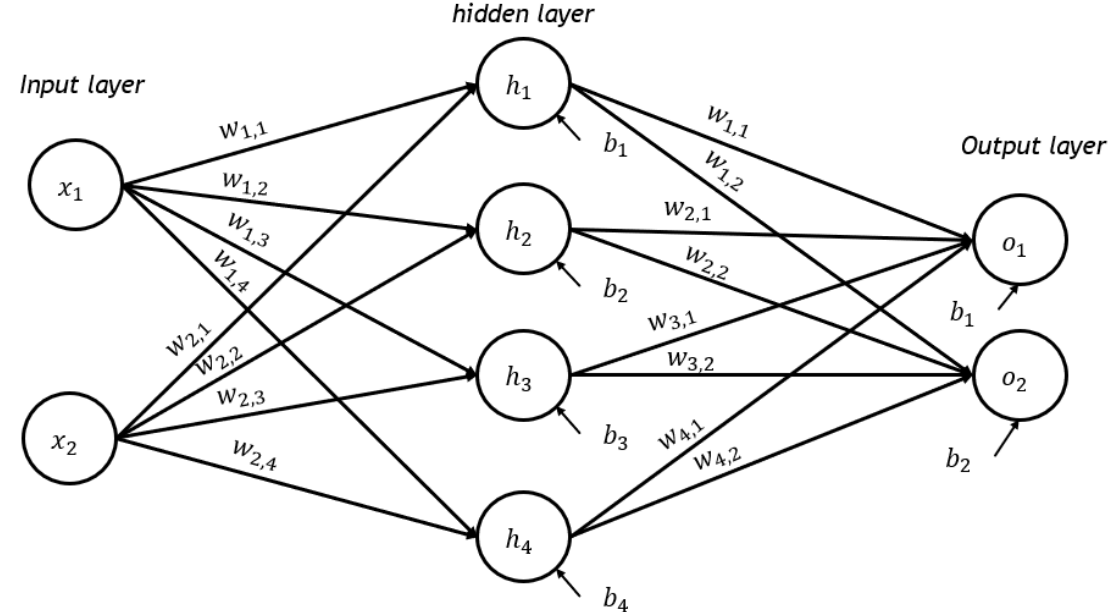 hidden layer
Input layer
Output layer
x₁
x₂
h₁
h₂
h₃
h₄
o₁
o₂
w₁,₁
w₁,₂
w₁,₃
w₁,₄
w₂,₁
w₂,₂
w₂,₃
w₂,₄
b₁
b₂
b₃
b₄
w₁,₁
w₁,₂
w₂,₁
w₂,₂
w₃,₁
w₃,₂
w₄,₁
w₄,₂
b₁
b₂